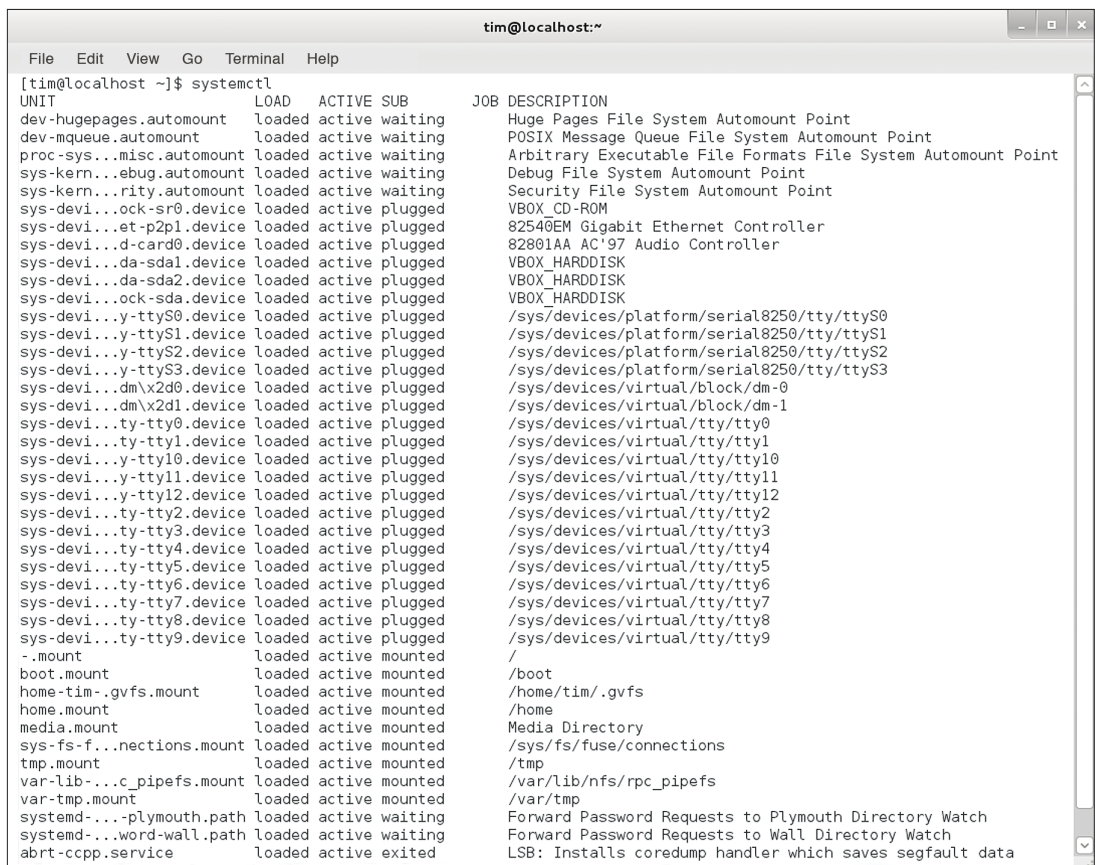 tim@localhost:~
File Edit View Go Terminal Help
[tim@localhost ~]$ systemctl
UNIT LOAD ACTIVE SUB JOB DESCRIPTION
dev-hugepages.automount loaded active waiting Huge Pages File System Automount Point
dev-mqueue.automount loaded active waiting POSIX Message Queue File System Automount Point
proc-sys...misc.automount loaded active waiting Arbitrary Executable File Formats File System Automount Point
sys-kern...ebug.automount loaded active waiting Debug File System Automount Point
sys-kern...rity.automount loaded active waiting Security File System Automount Point
sys-devi...ock-sr0.device loaded active plugged VBOX_CD-ROM
sys-devi...et-p2p1.device loaded active plugged 82540EM Gigabit Ethernet Controller
sys-devi...d-card0.device loaded active plugged 82801AA AC'97 Audio Controller
sys-devi...da-sda1.device loaded active plugged VBOX_HARDDISK
sys-devi...da-sda2.device loaded active plugged VBOX_HARDDISK
sys-devi...ock-sda.device loaded active plugged VBOX_HARDDISK
sys-devi...y-ttyS0.device loaded active plugged /sys/devices/platform/serial8250/tty/ttyS0
sys-devi...y-ttyS1.device loaded active plugged /sys/devices/platform/serial8250/tty/ttyS1
sys-devi...y-ttyS2.device loaded active plugged /sys/devices/platform/serial8250/tty/ttyS2
sys-devi...y-ttyS3.device loaded active plugged /sys/devices/platform/serial8250/tty/ttyS3
sys-devi...dm\x2d0.device loaded active plugged /sys/devices/virtual/block/dm-0
sys-devi...dm\x2d1.device loaded active plugged /sys/devices/virtual/block/dm-1
sys-devi...ty-tty0.device loaded active plugged /sys/devices/virtual/tty/tty0
sys-devi...ty-tty1.device loaded active plugged /sys/devices/virtual/tty/tty1
sys-devi...y-tty10.device loaded active plugged /sys/devices/virtual/tty/tty10
sys-devi...y-tty11.device loaded active plugged /sys/devices/virtual/tty/tty11
sys-devi...y-tty12.device loaded active plugged /sys/devices/virtual/tty/tty12
sys-devi...ty-tty2.device loaded active plugged /sys/devices/virtual/tty/tty2
sys-devi...ty-tty3.device loaded active plugged /sys/devices/virtual/tty/tty3
sys-devi...ty-tty4.device loaded active plugged /sys/devices/virtual/tty/tty4
sys-devi...ty-tty5.device loaded active plugged /sys/devices/virtual/tty/tty5
sys-devi...ty-tty6.device loaded active plugged /sys/devices/virtual/tty/tty6
sys-devi...ty-tty7.device loaded active plugged /sys/devices/virtual/tty/tty7
sys-devi...ty-tty8.device loaded active plugged /sys/devices/virtual/tty/tty8
sys-devi...ty-tty9.device loaded active plugged /sys/devices/virtual/tty/tty9
-.mount loaded active mounted /
boot.mount loaded active mounted /boot
home-tim-.gvfs.mount loaded active mounted /home/tim/.gvfs
home.mount loaded active mounted /home
media.mount loaded active mounted Media Directory
sys-fs-f...nections.mount loaded active mounted /sys/fs/fuse/connections
tmp.mount loaded active mounted /tmp
var-lib-...c_pipefs.mount loaded active mounted /var/lib/nfs/rpc_pipefs
var-tmp.mount loaded active mounted /var/tmp
systemd-...-plymouth.path loaded active waiting Forward Password Requests to Plymouth Directory Watch
systemd-...word-wall.path loaded active waiting Forward Password Requests to Wall Directory Watch
abrt-ccpp.service loaded active exited LSB: Installs coredump handler which saves segfault data